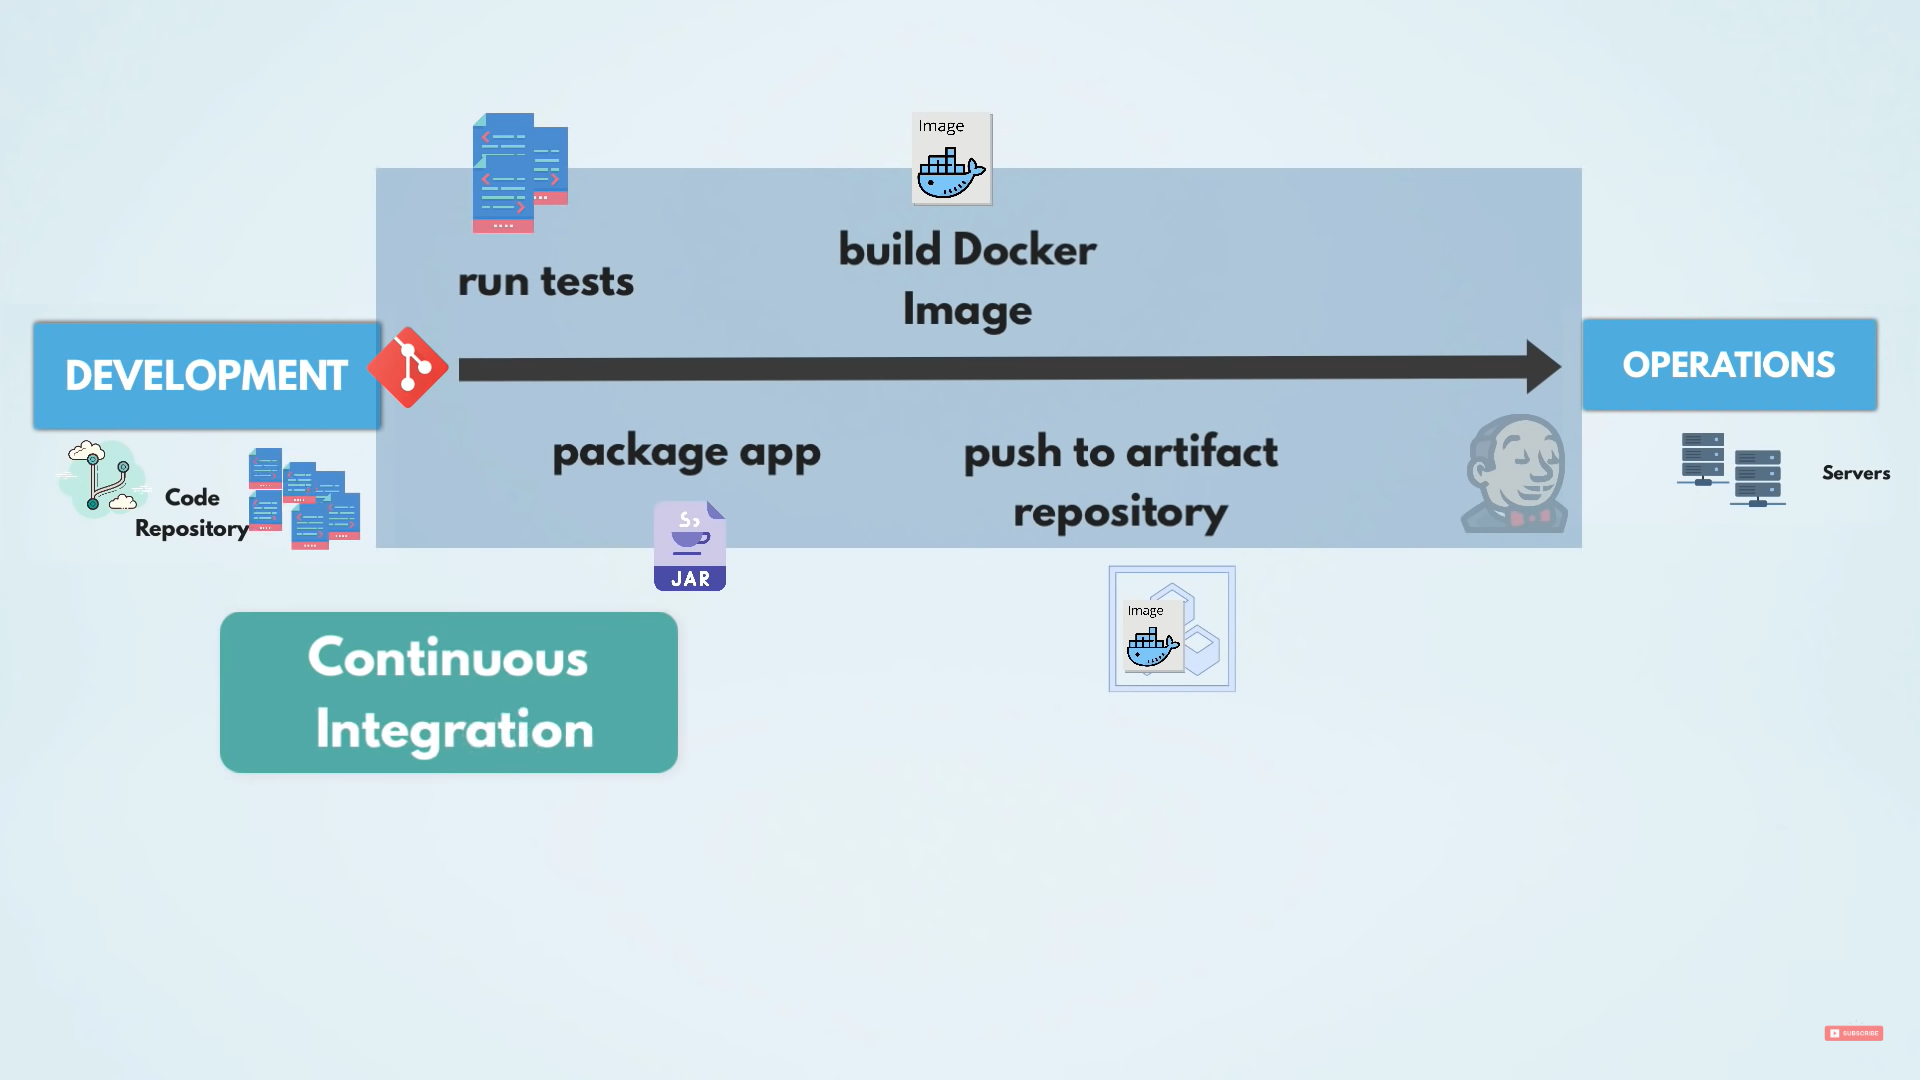 Image
run tests
build Docker
Image
DEVELOPMENT
OPERATIONS
package app
push to artifact
repository
Code
Repository
Servers
JAR
Image
Continuous
Integration
SUBSCRIBE